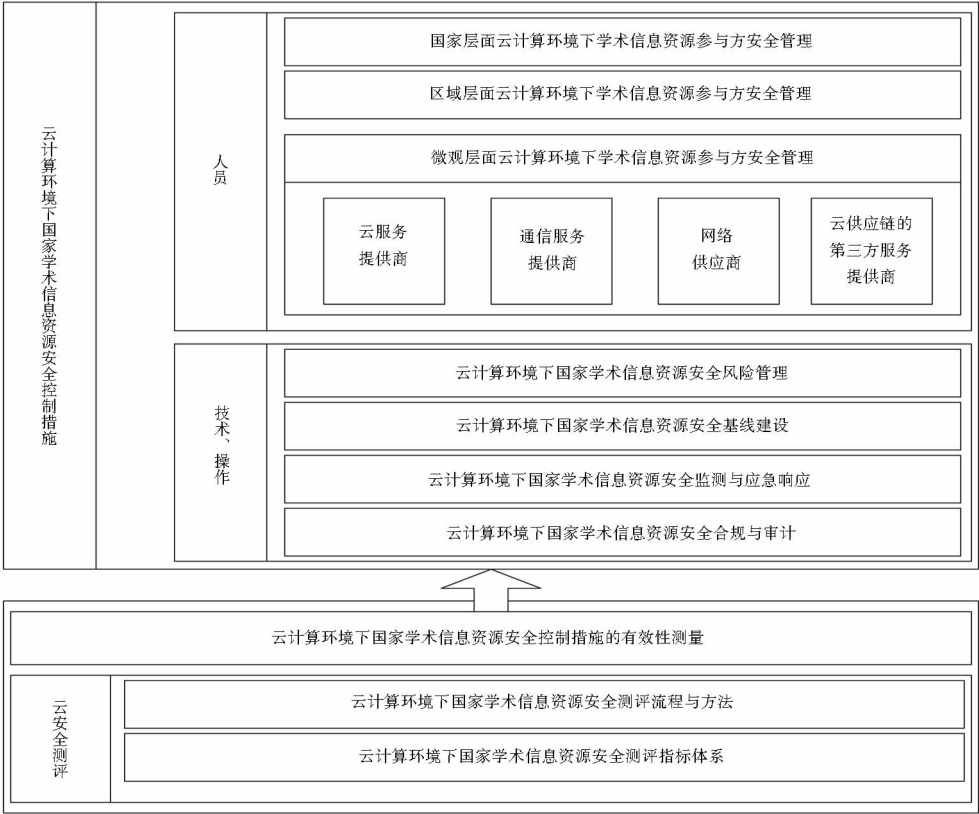 云计算环境下国家学术信息资源安全控制措施
人员
国家层面云计算环境下学术信息资源参与方安全管理
区域层面云计算环境下学术信息资源参与方安全管理
微观层面云计算环境下学术信息资源参与方安全管理
云服务
提供商
通信服务
提供商
网络
供应商
云供应链的
第三方服务
提供商
技术、操作
云计算环境下国家学术信息资源安全风险管理
云计算环境下国家学术信息资源安全基线建设
云计算环境下国家学术信息资源安全监测与应急响应
云计算环境下国家学术信息资源安全合规与审计
云计算环境下国家学术信息资源安全控制措施的有效性测量
云安全测评
云计算环境下国家学术信息资源安全测评流程与方法
云计算环境下国家学术信息资源安全测评指标体系